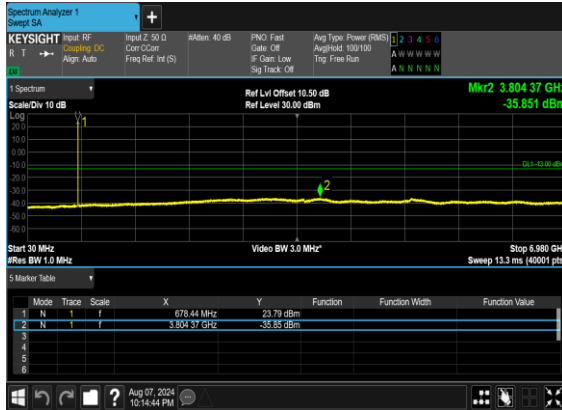 Spectrum Analyzer 1
Swept SA
KEYSIGHT
R T
Input: RF
Coupling: DC
Align: Auto
Input Z: 50 Ω
Corr CCorr
Freq Ref: Int (S)
#Atten: 40 dB
PNO: Fast
Gate: Off
IF Gain: Low
Sig Track: Off
Avg Type: Power (RMS)
Avg|Hold: 100/100
Trig: Free Run
1 2 3 4 5 6
A W W W W W
A N N N N N
1 Spectrum
Scale/Div 10 dB
Ref Lvl Offset 10.50 dB
Ref Level 30.00 dBm
Mkr2 3.804 37 GHz
-35.851 dBm
Log
20.0
10.0
0.00
-10.0
-20.0
-30.0
-40.0
-50.0
-60.0
1
2
DL1 -13.00 dBm
Start 30 MHz
#Res BW 1.0 MHz
Video BW 3.0 MHz*
Stop 6.980 GHz
Sweep 13.3 ms (40001 pts)
5 Marker Table
Mode Trace Scale X Y Function Function Width Function Value
1 N 1 f 678.44 MHz 23.79 dBm
2 N 1 f 3.804 37 GHz -35.85 dBm
3
4
5
6
?
Aug 07, 2024
10:14:44 PM